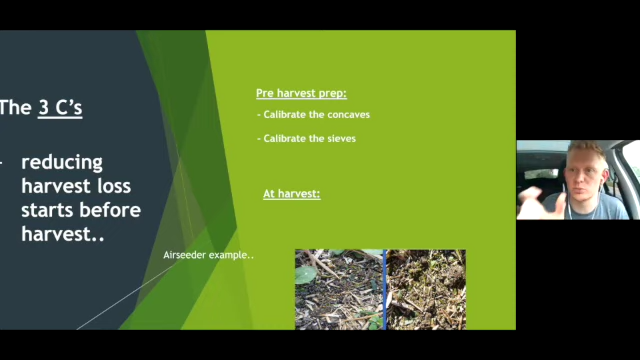 The 3 C's
- reducing
harvest loss
starts before
harvest..
Pre harvest prep:
- Calibrate the concaves
- Calibrate the sieves
At harvest:
Airseeder example..